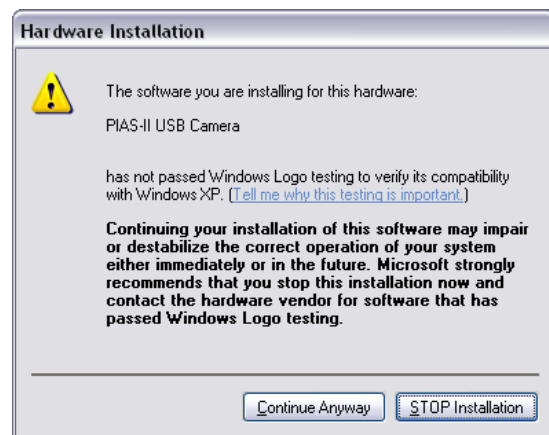 Hardware Installation
The software you are installing for this hardware:
PIAS-II USB Camera
has not passed Windows Logo testing to verify its compatibility
with Windows XP. (Tell me why this testing is important.)
Continuing your installation of this software may impair
or destabilize the correct operation of your system
either immediately or in the future. Microsoft strongly
recommends that you stop this installation now and
contact the hardware vendor for software that has
passed Windows Logo testing.
Continue Anyway
STOP Installation